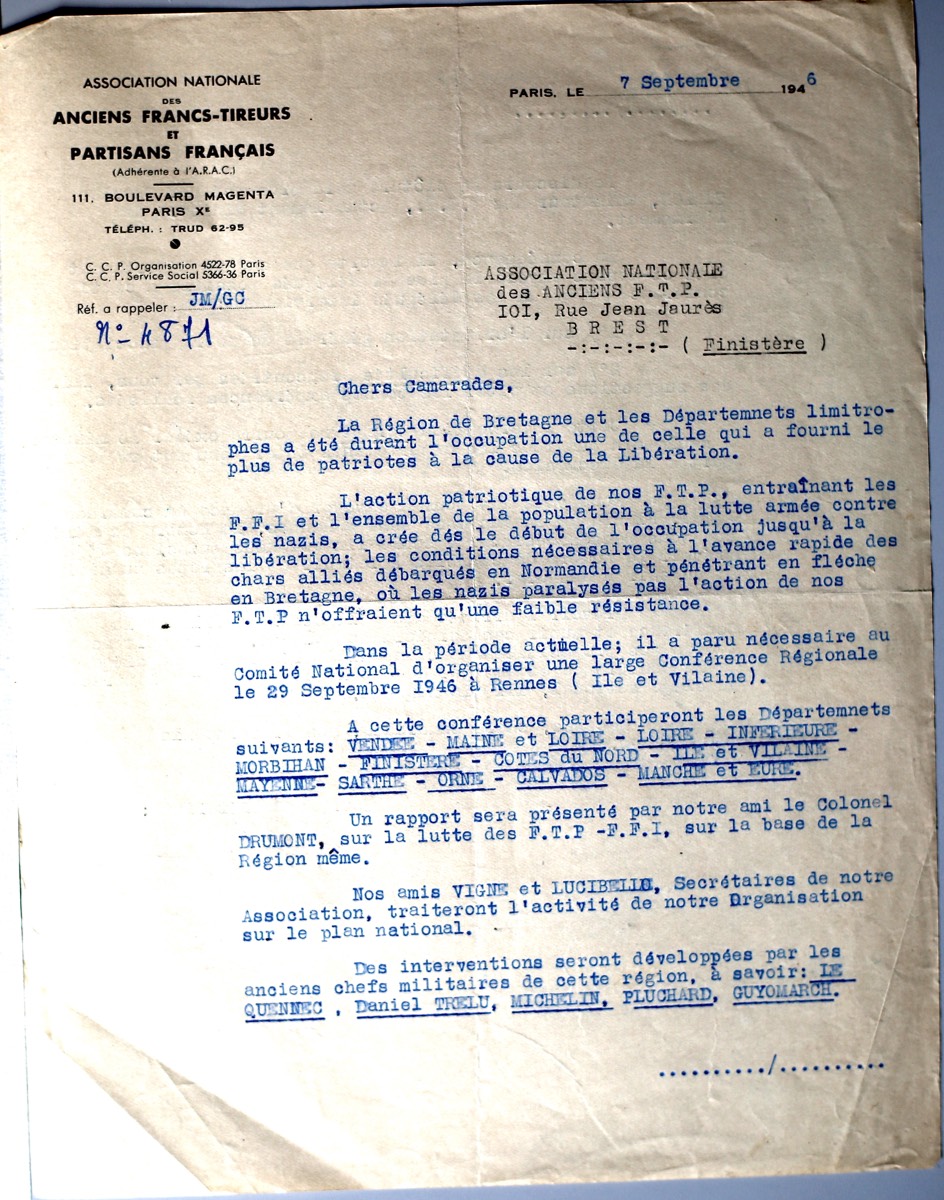 ASSOCIATION NATIONALE
DES
ANCIENS FRANCS-TIREURS
ET
PARTISANS FRANÇAIS
(Adhérente à l'A.R.A.C.)
111, BOULEVARD MAGENTA
PARIS Xᴱ
TÉLÉPH. : TRUD 62-95
C. C. P. Organisation 4522-78 Paris
C. C. P. Service Social 5366-36 Paris
Réf. a rappeler : JM/GC
N° 4871
PARIS, LE 7 Septembre 1946
ASSOCIATION NATIONALE
des ANCIENS F.T.P.
IOI, Rue Jean Jaurès
B R E S T
-:-:-:-:- ( Finistère )
Chers Camarades,
La Région de Bretagne et les Départemnets limitro-
phes a été durant l'occupation une de celle qui a fourni le
plus de patriotes à la cause de la Libération.
L'action patriotique de nos F.T.P., entraînant les
F.F.I et l'ensemble de la population à la lutte armée contre
les nazis, a crée dés le début de l'occupation jusqu'à la
libération; les conditions nécessaires à l'avance rapide des
chars alliés débarqués en Normandie et pénétrant en fléche
en Bretagne, où les nazis paralysés pas l'action de nos
F.T.P n'offraient qu'une faible résistance.
Dans la période actuelle; il a paru nécessaire au
Comité National d'organiser une large Conférence Régionale
le 29 Septembre I946 à Rennes ( Ile et Vilaine).
A cette conférence participeront les Départemnets
suivants: VENDEE - MAINE et LOIRE - LOIRE - INFERIEURE -
MORBIHAN - FINISTERE - COTES du NORD - ILE et VILAINE -
MAYENNE- SARTHE - ORNE - CALVADOS - MANCHE et EURE.
Un rapport sera présenté par notre ami le Colonel
DRUMONT, sur la lutte des F.T.P -F.F.I, sur la base de la
Région même.
Nos amis VIGNE et LUCIBELLO, Secrétaires de notre
Association, traiteront l'activité de notre Organisation
sur le plan national.
Des interventions seront développées par les
anciens chefs militaires de cette région, à savoir: LE
QUENNEC , Daniel TRELU, MICHELIN, PLUCHARD, GUYOMARCH.
........../..........